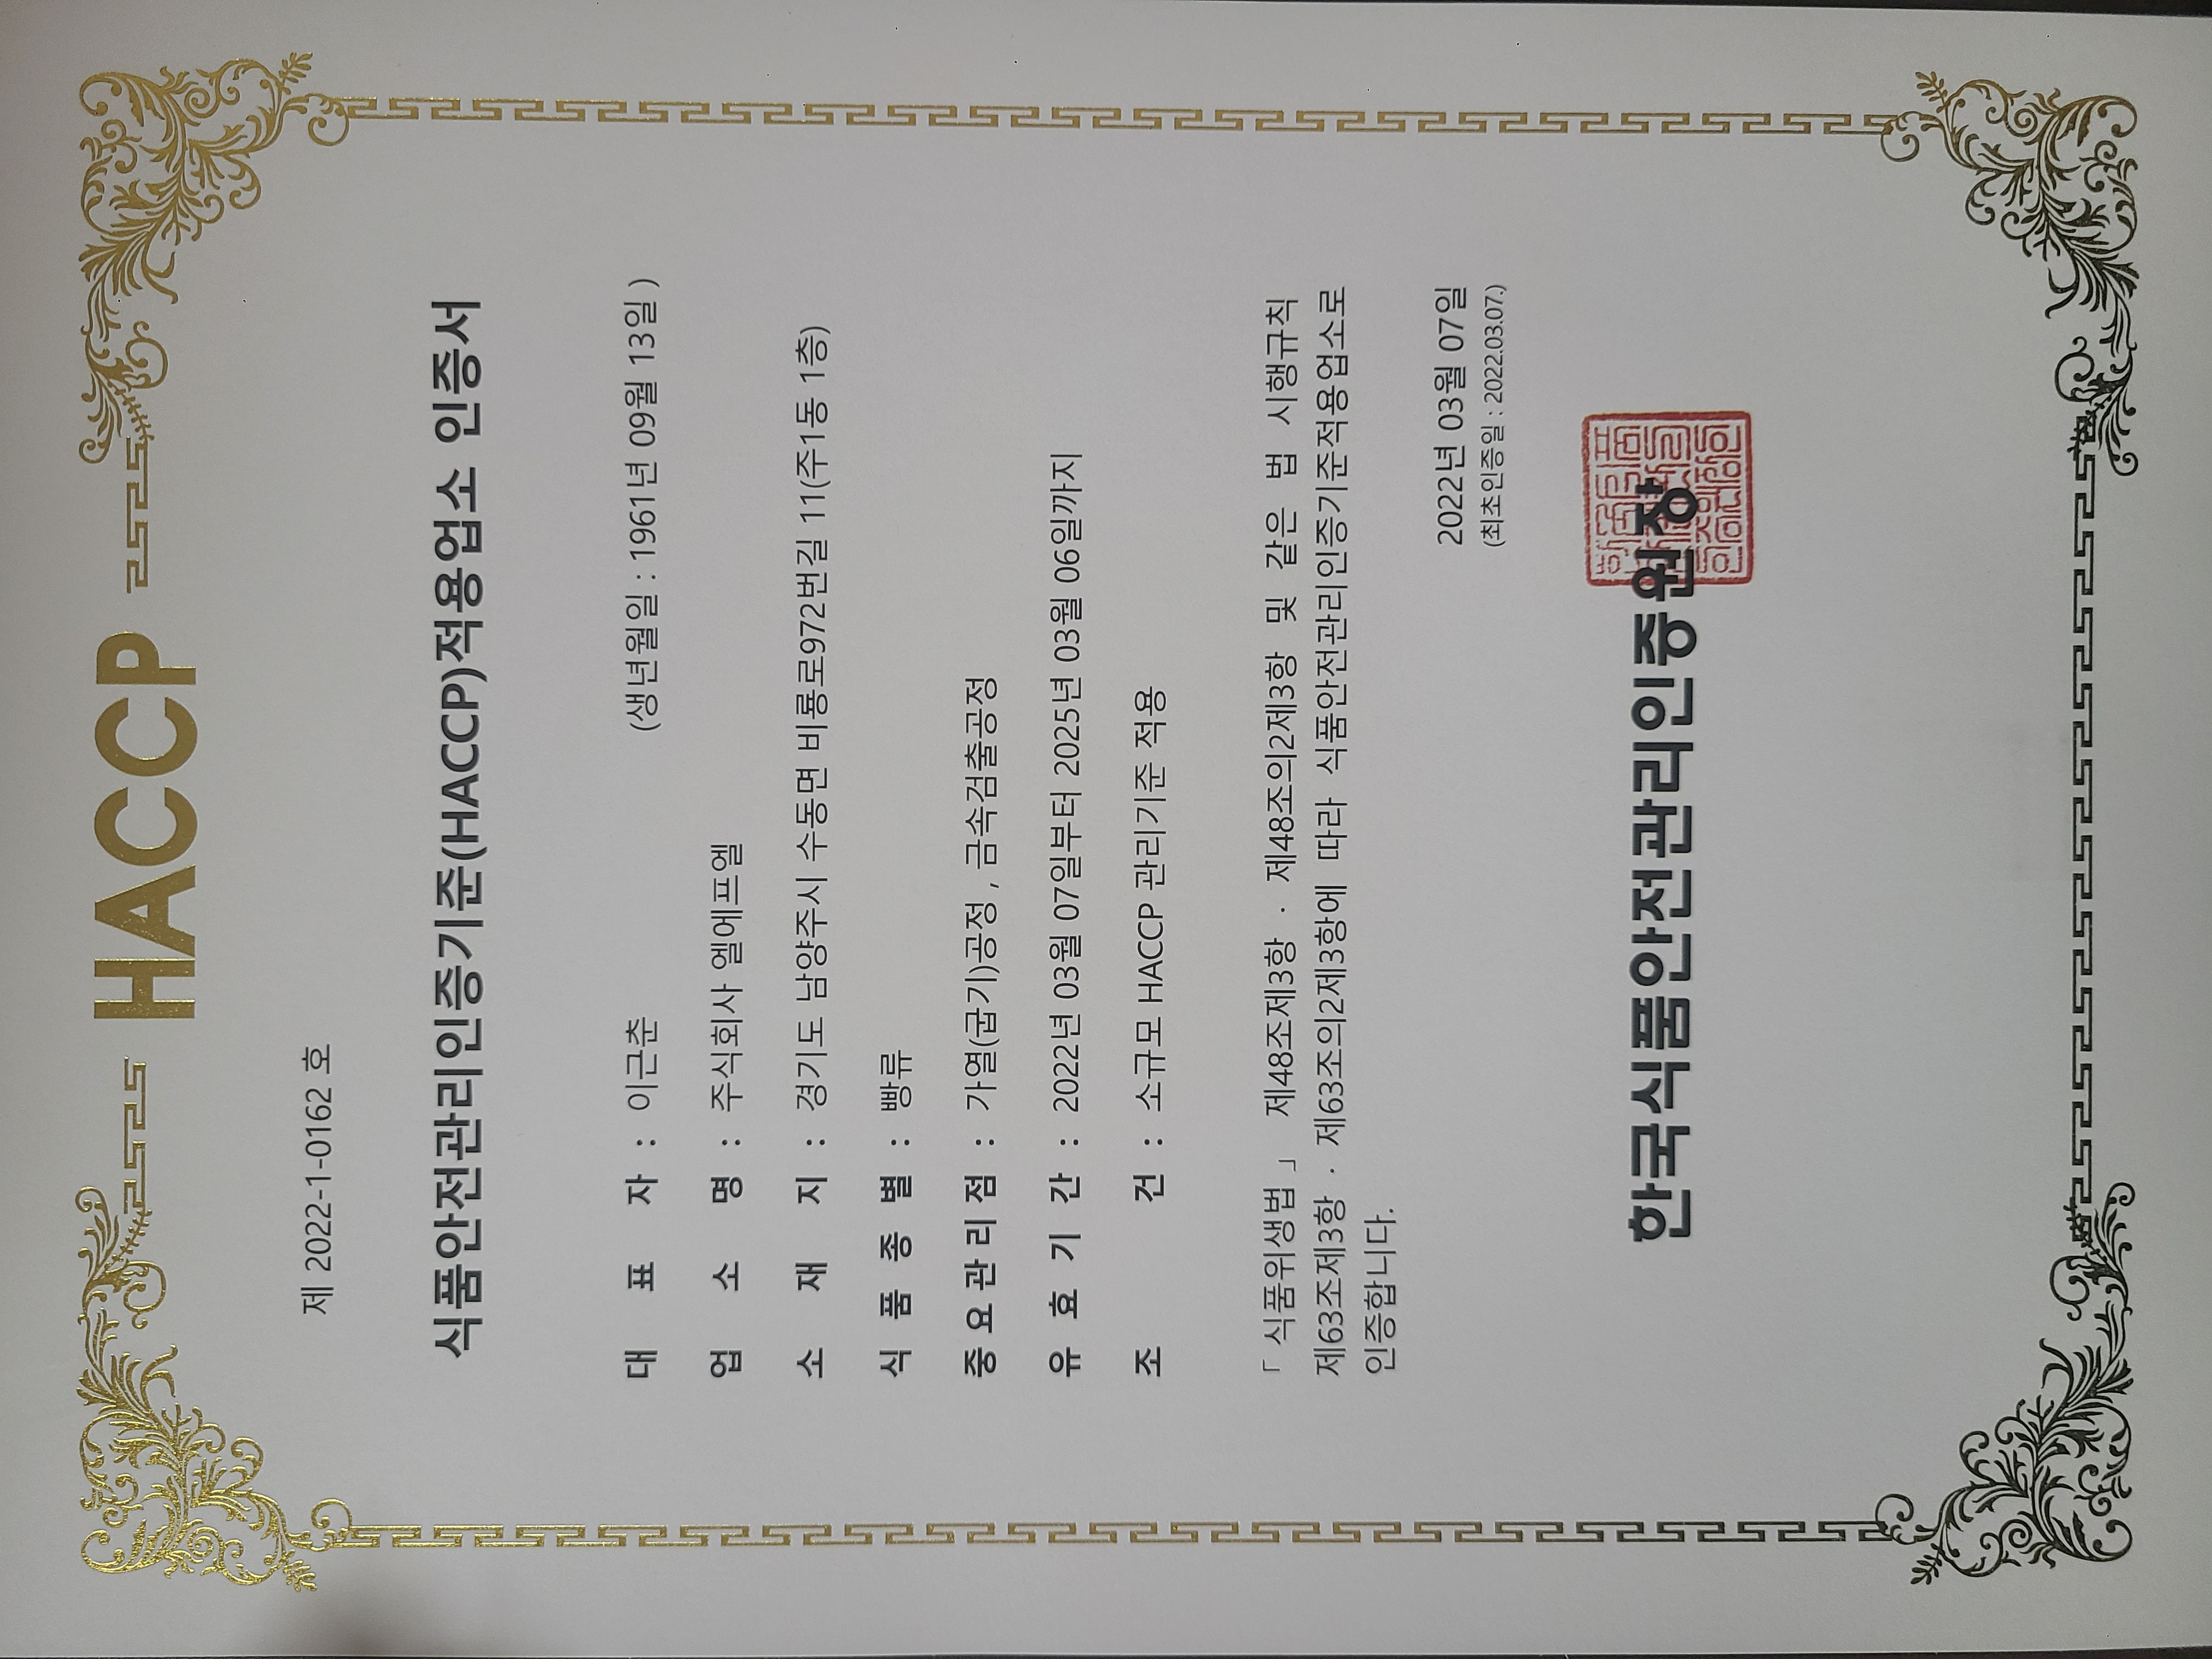 HACCP
제 2022-1-0162 호
식품안전관리인증기준(HACCP)적용업소 인증서
대 표 자 : 이근춘 (생년월일 : 1961년 09월 13일 )
업 소 명 : 주식회사 엘에프엘
소 재 지 : 경기도 남양주시 수동면 비룡로972번길 11(주1동 1층)
식 품 종 별 : 빵류
중 요 관 리 점 : 가열(굽기)공정 , 금속검출공정
유 효 기 간 : 2022년 03월 07일부터 2025년 03월 06일까지
조 건 : 소규모 HACCP 관리기준 적용
「 식품위생법 」 제48조제3항 · 제48조의2제3항 및 같은 법 시행규칙
제63조제3항 · 제63조의2제3항에 따라 식품안전관리인증기준적용업소로
인증합니다.
2022년 03월 07일
(최초인증일 : 2022.03.07.)
한국식품안전관리인증원장